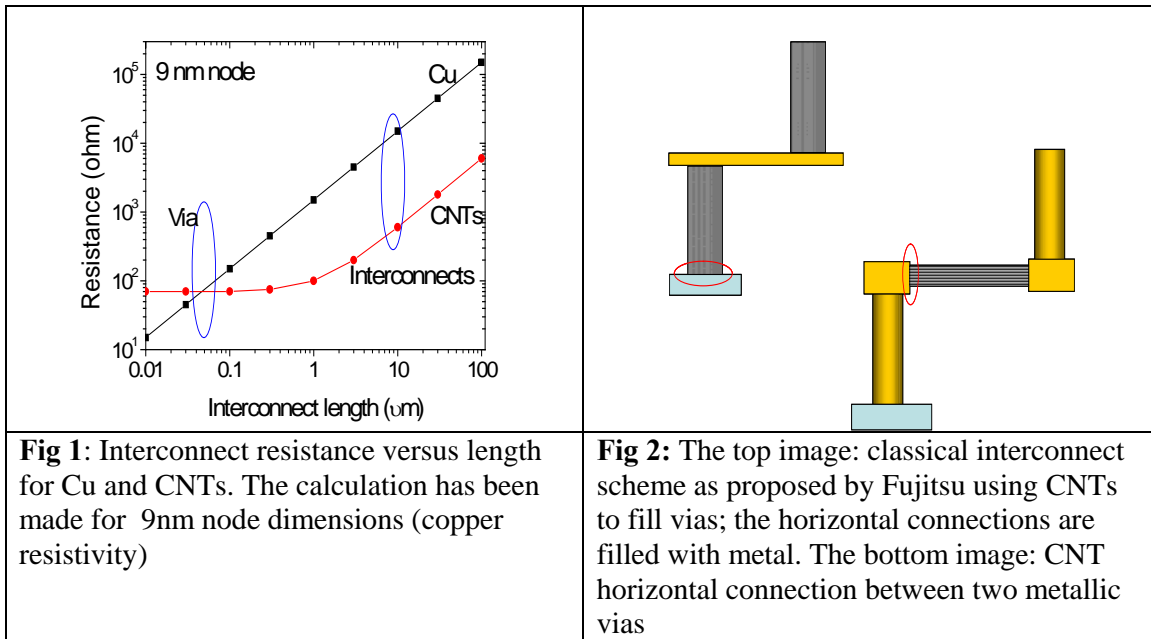 9 nm node
Cu
Via
CNTs
Interconnects
Resistance (ohm)
10^5
10^4
10^3
10^2
10^1
0.01 0.1 1 10 100
Interconnect length (υm)
Fig 1: Interconnect resistance versus length
for Cu and CNTs. The calculation has been
made for 9nm node dimensions (copper
resistivity)
Fig 2: The top image: classical interconnect
scheme as proposed by Fujitsu using CNTs
to fill vias; the horizontal connections are
filled with metal. The bottom image: CNT
horizontal connection between two metallic
vias